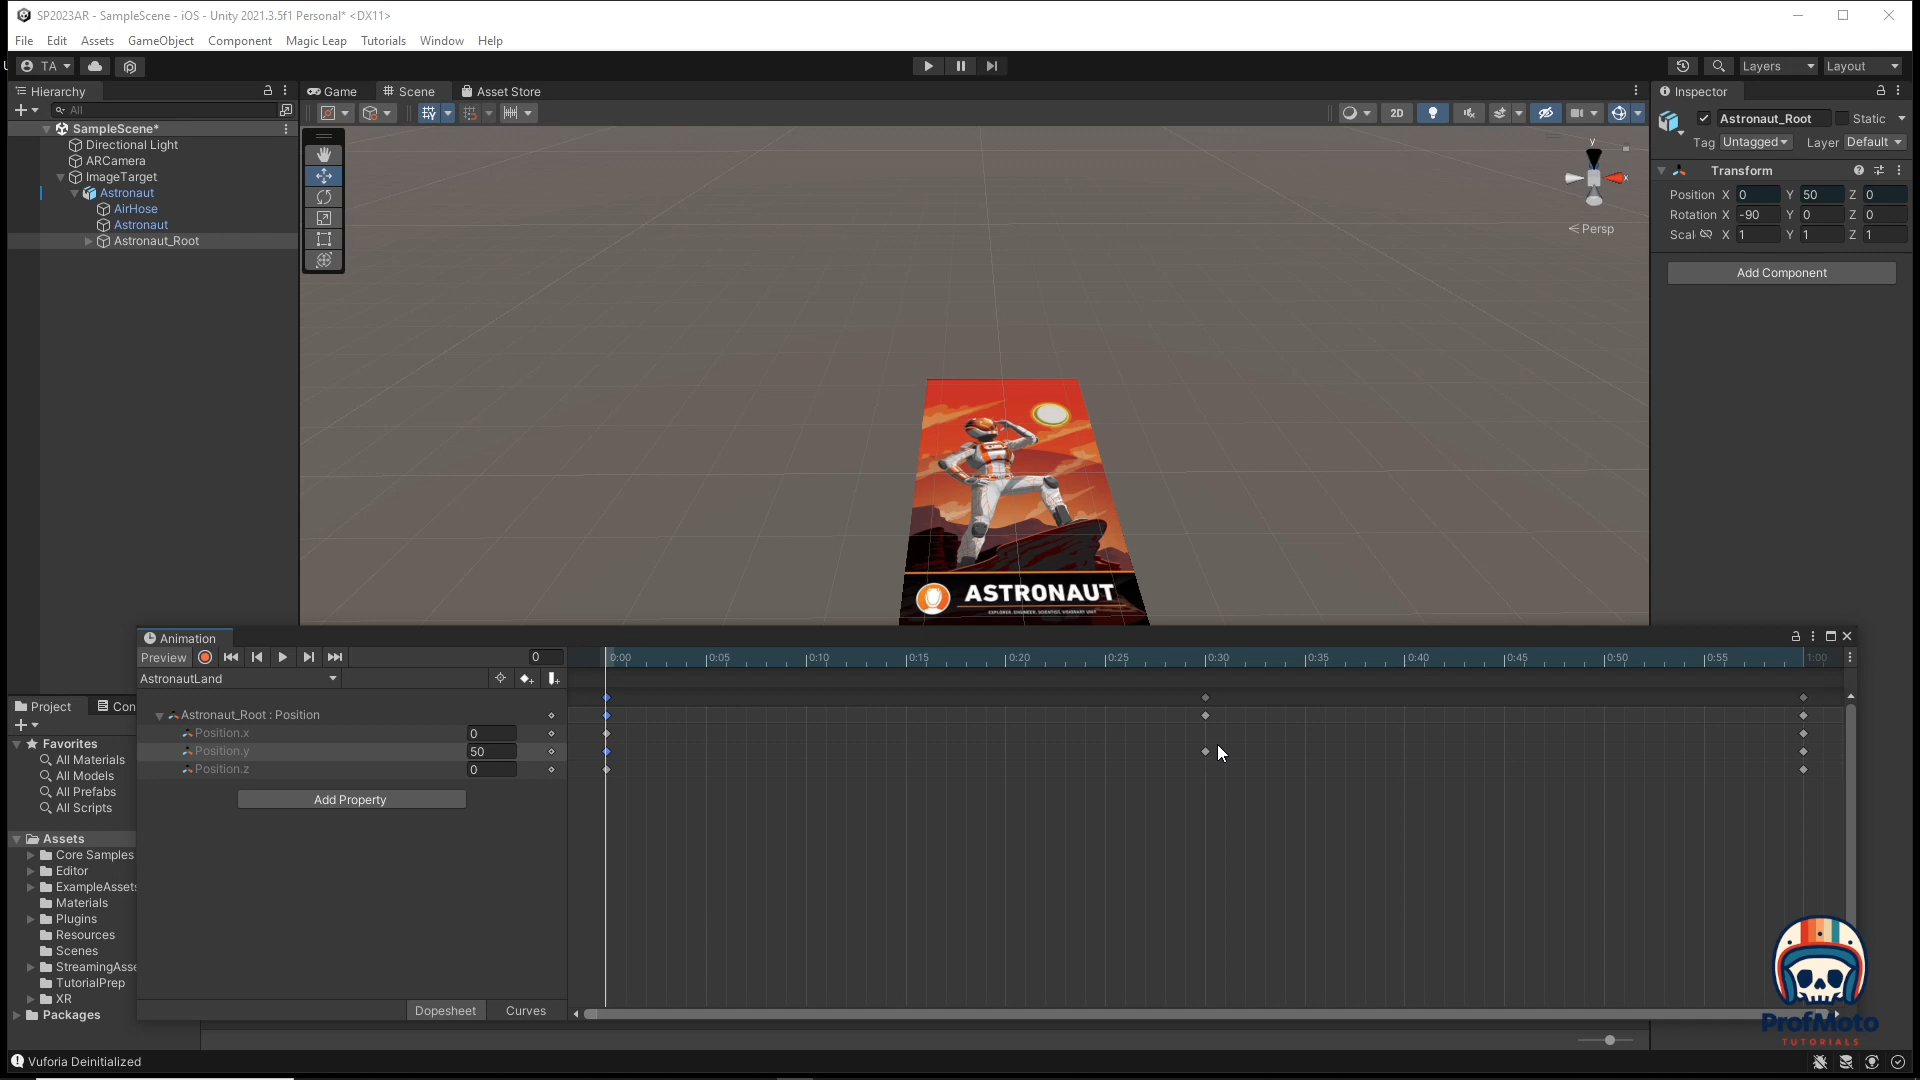 SP2023AR - SampleScene - iOS - Unity 2021.3.5f1 Personal* <DX11>
File Edit Assets GameObject Component Magic Leap Tutorials Window Help
TA Layers Layout
Hierarchy Game Scene Asset Store Inspector
All 2D Astronaut_Root Static
SampleScene*
Tag Untagged Layer Default
Directional Light
ARCamera
ImageTarget
Astronaut
AirHose
Astronaut
Astronaut_Root
y
x
Persp
Transform
Position X 0 Y 50 Z 0
Rotation X -90 Y 0 Z 0
Scal X 1 Y 1 Z 1
Add Component
ASTRONAUT
EXPLORER. ENGINEER. SCIENTIST.
Animation
Preview 0 0:00 0:05 0:10 0:15 0:20 0:25 0:30 0:35 0:40 0:45 0:50 0:55 1:00
AstronautLand
Astronaut_Root : Position
Position.x 0
Position.y 50
Position.z 0
Add Property
Dopesheet Curves
Project Con
Favorites
All Materials
All Models
All Prefabs
All Scripts
Assets
Core Samples
Editor
ExampleAssets
Materials
Plugins
Resources
Scenes
StreamingAsse
TutorialPrep
XR
Packages
ProfMoto
TUTORIALS
Vuforia Deinitialized